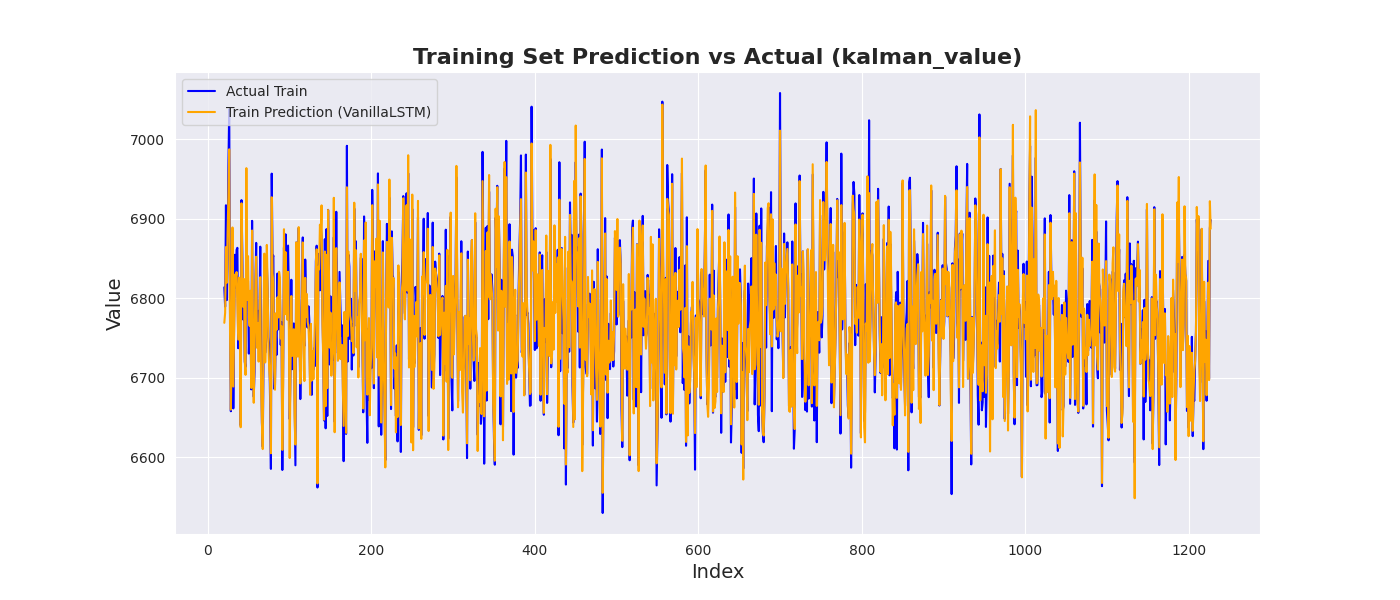 Training Set Prediction vs Actual (kalman_value)
Actual Train
Train Prediction (VanillaLSTM)
7000
6900
6800
6700
6600
Value
0 200 400 600 800 1000 1200
Index